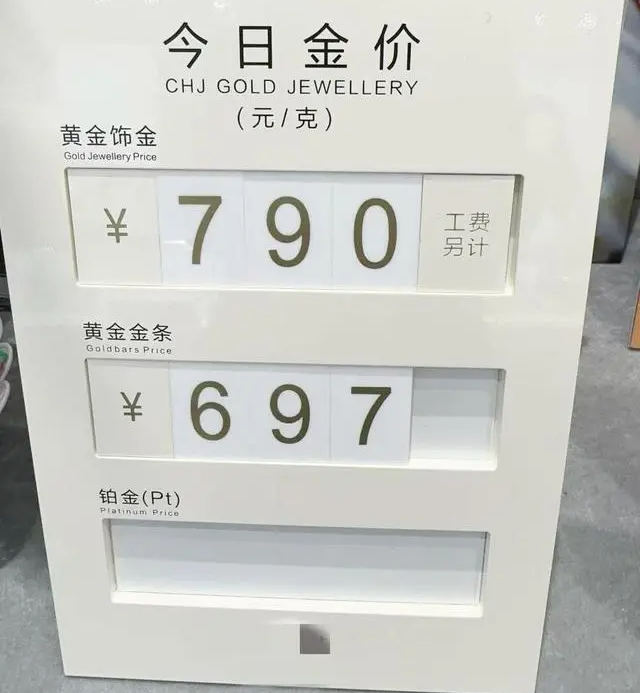 今日金价
CHJ GOLD JEWELLERY
(元/克)
黄金饰金
Gold Jewellery Price
¥ 790 工费
另计
黄金金条
Goldbars Price
¥ 697
铂金(Pt)
Platinum Price